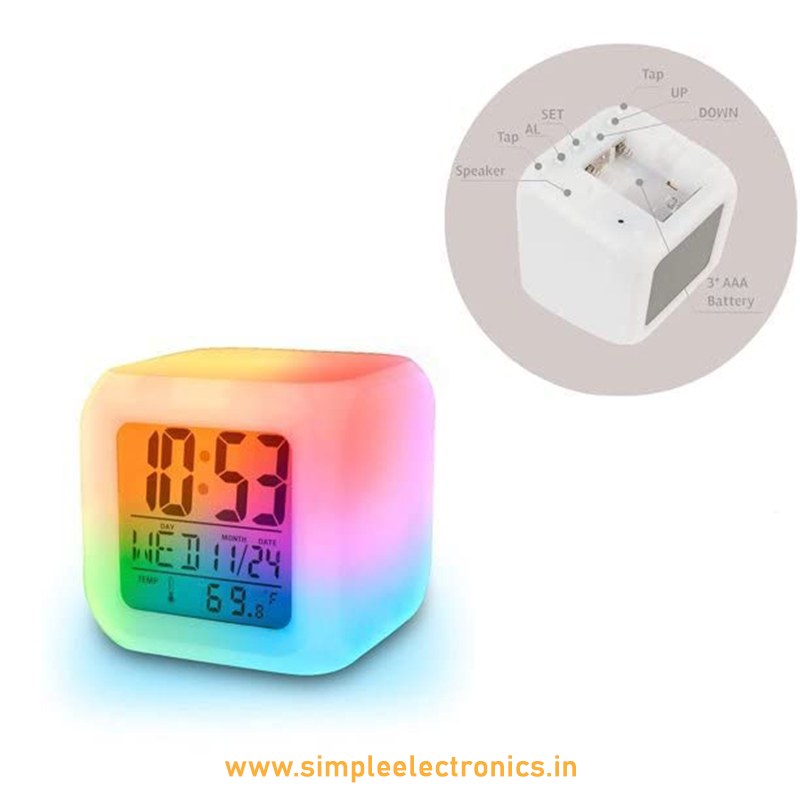 Tap
UP
SET
DOWN
Tap AL
Speaker
3* AAA
Battery
10:53
DAY MONTH DATE
WED 11/24
TEMP 69.8 °F
www.simpleelectronics.in